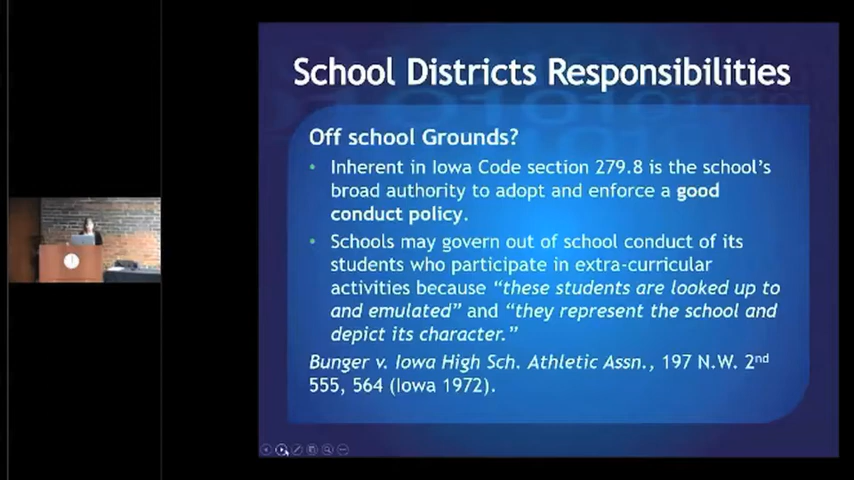 School Districts Responsibilities
Off school Grounds?
• Inherent in Iowa Code section 279.8 is the school's
broad authority to adopt and enforce a good
conduct policy.
• Schools may govern out of school conduct of its
students who participate in extra-curricular
activities because "these students are looked up to
and emulated" and "they represent the school and
depict its character."
Bunger v. Iowa High Sch. Athletic Assn., 197 N.W. 2nd
555, 564 (Iowa 1972).